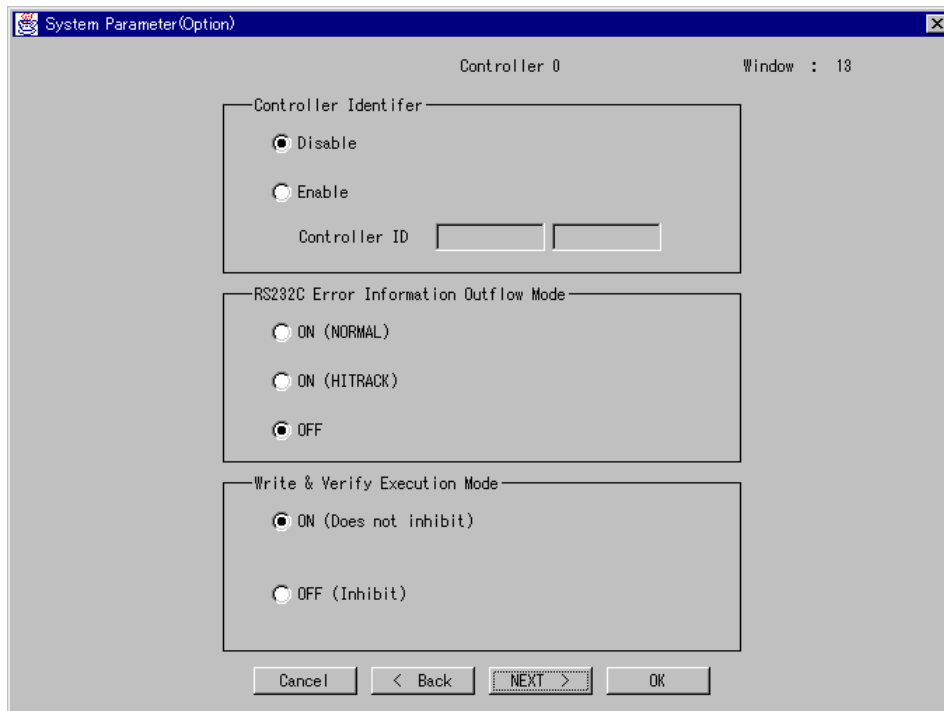 System Parameter(Option)
Controller 0 Window : 13
Controller Identifer
Disable
Enable
Controller ID
RS232C Error Information Outflow Mode
ON (NORMAL)
ON (HITRACK)
OFF
Write & Verify Execution Mode
ON (Does not inhibit)
OFF (Inhibit)
Cancel < Back NEXT > OK